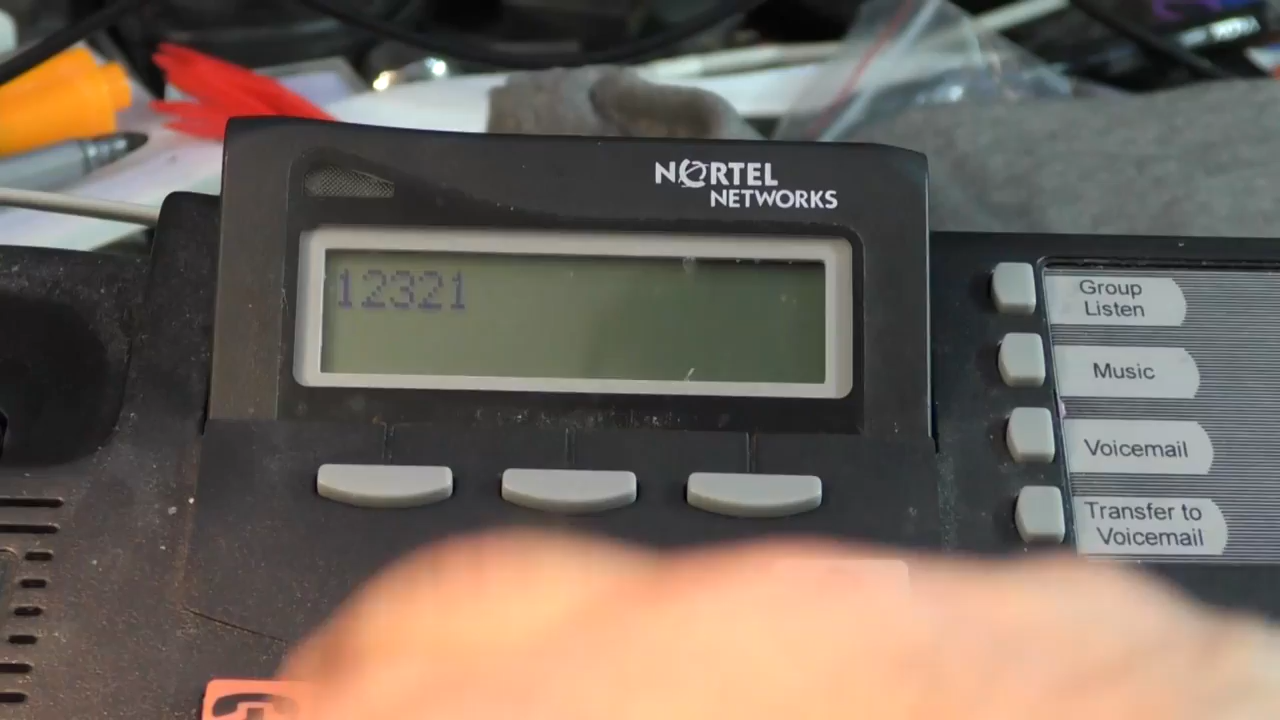 NORTEL
NETWORKS
12321
Group
Listen
Music
Voicemail
Transfer to
Voicemail